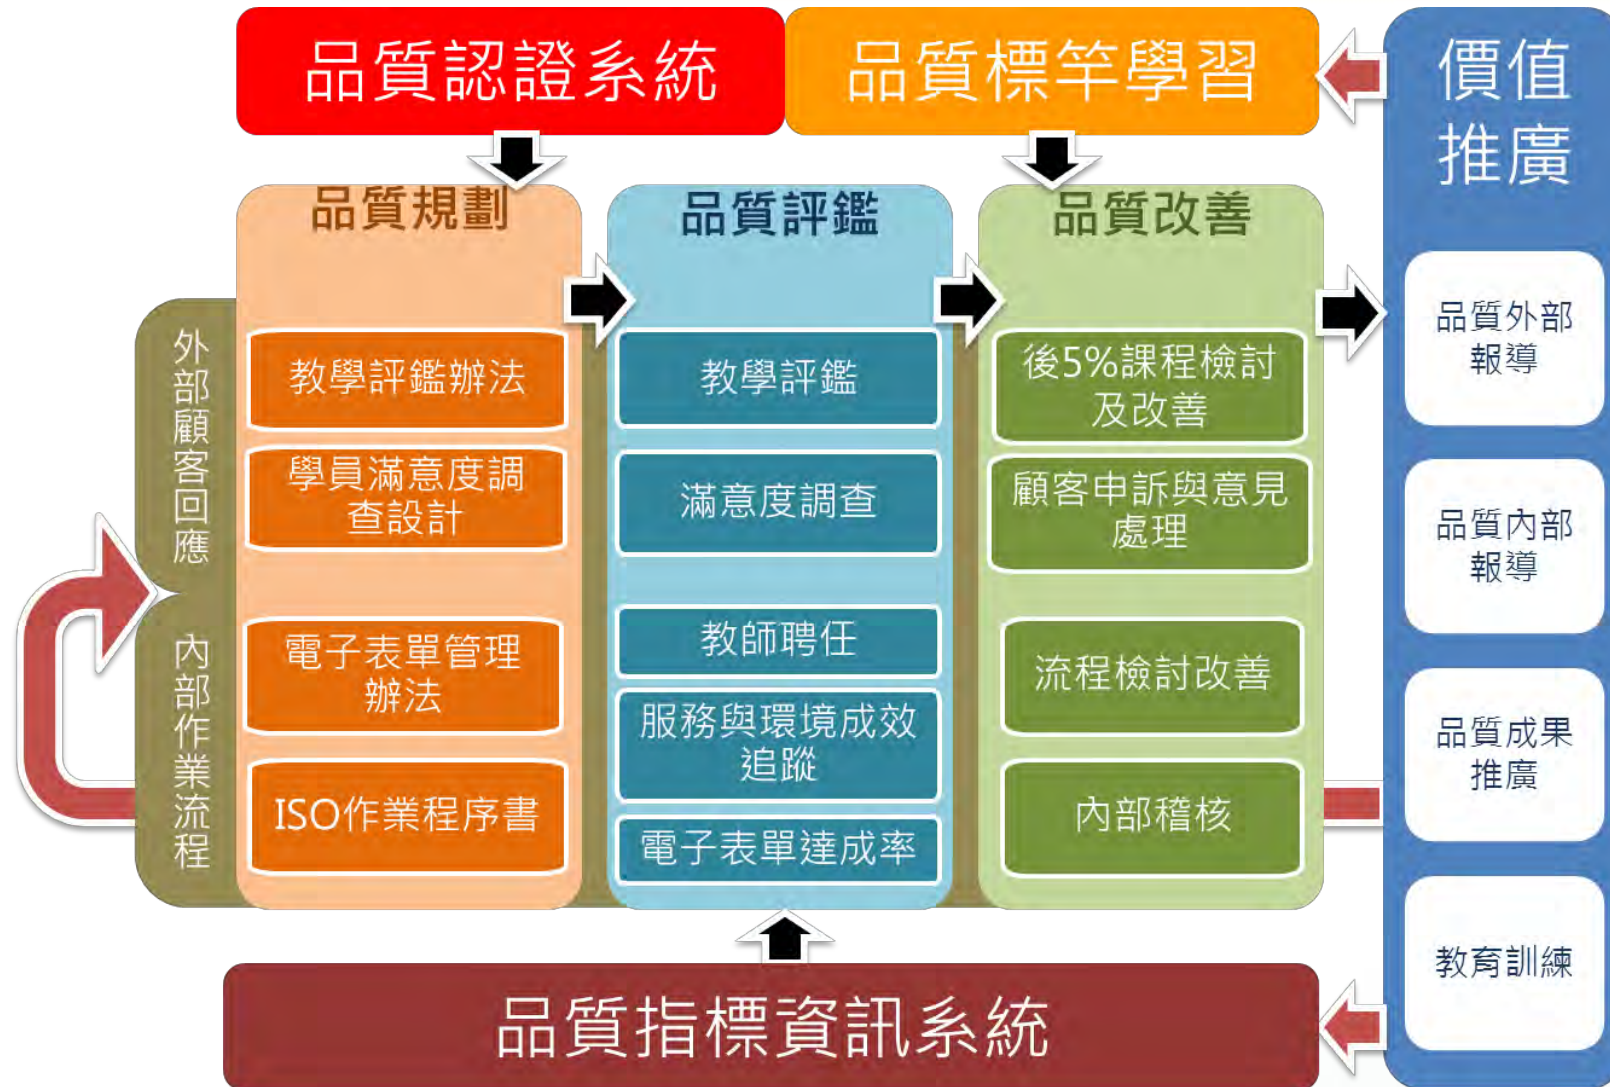 品質認證系統
品質標竿學習
價值
推廣
品質規劃
品質評鑑
品質改善
外部顧客回應
內部作業流程
教學評鑑辦法
學員滿意度調
查設計
電子表單管理
辦法
ISO作業程序書
教學評鑑
滿意度調查
教師聘任
服務與環境成效
追蹤
電子表單達成率
後5%課程檢討
及改善
顧客申訴與意見
處理
流程檢討改善
內部稽核
品質外部
報導
品質內部
報導
品質成果
推廣
教育訓練
品質指標資訊系統